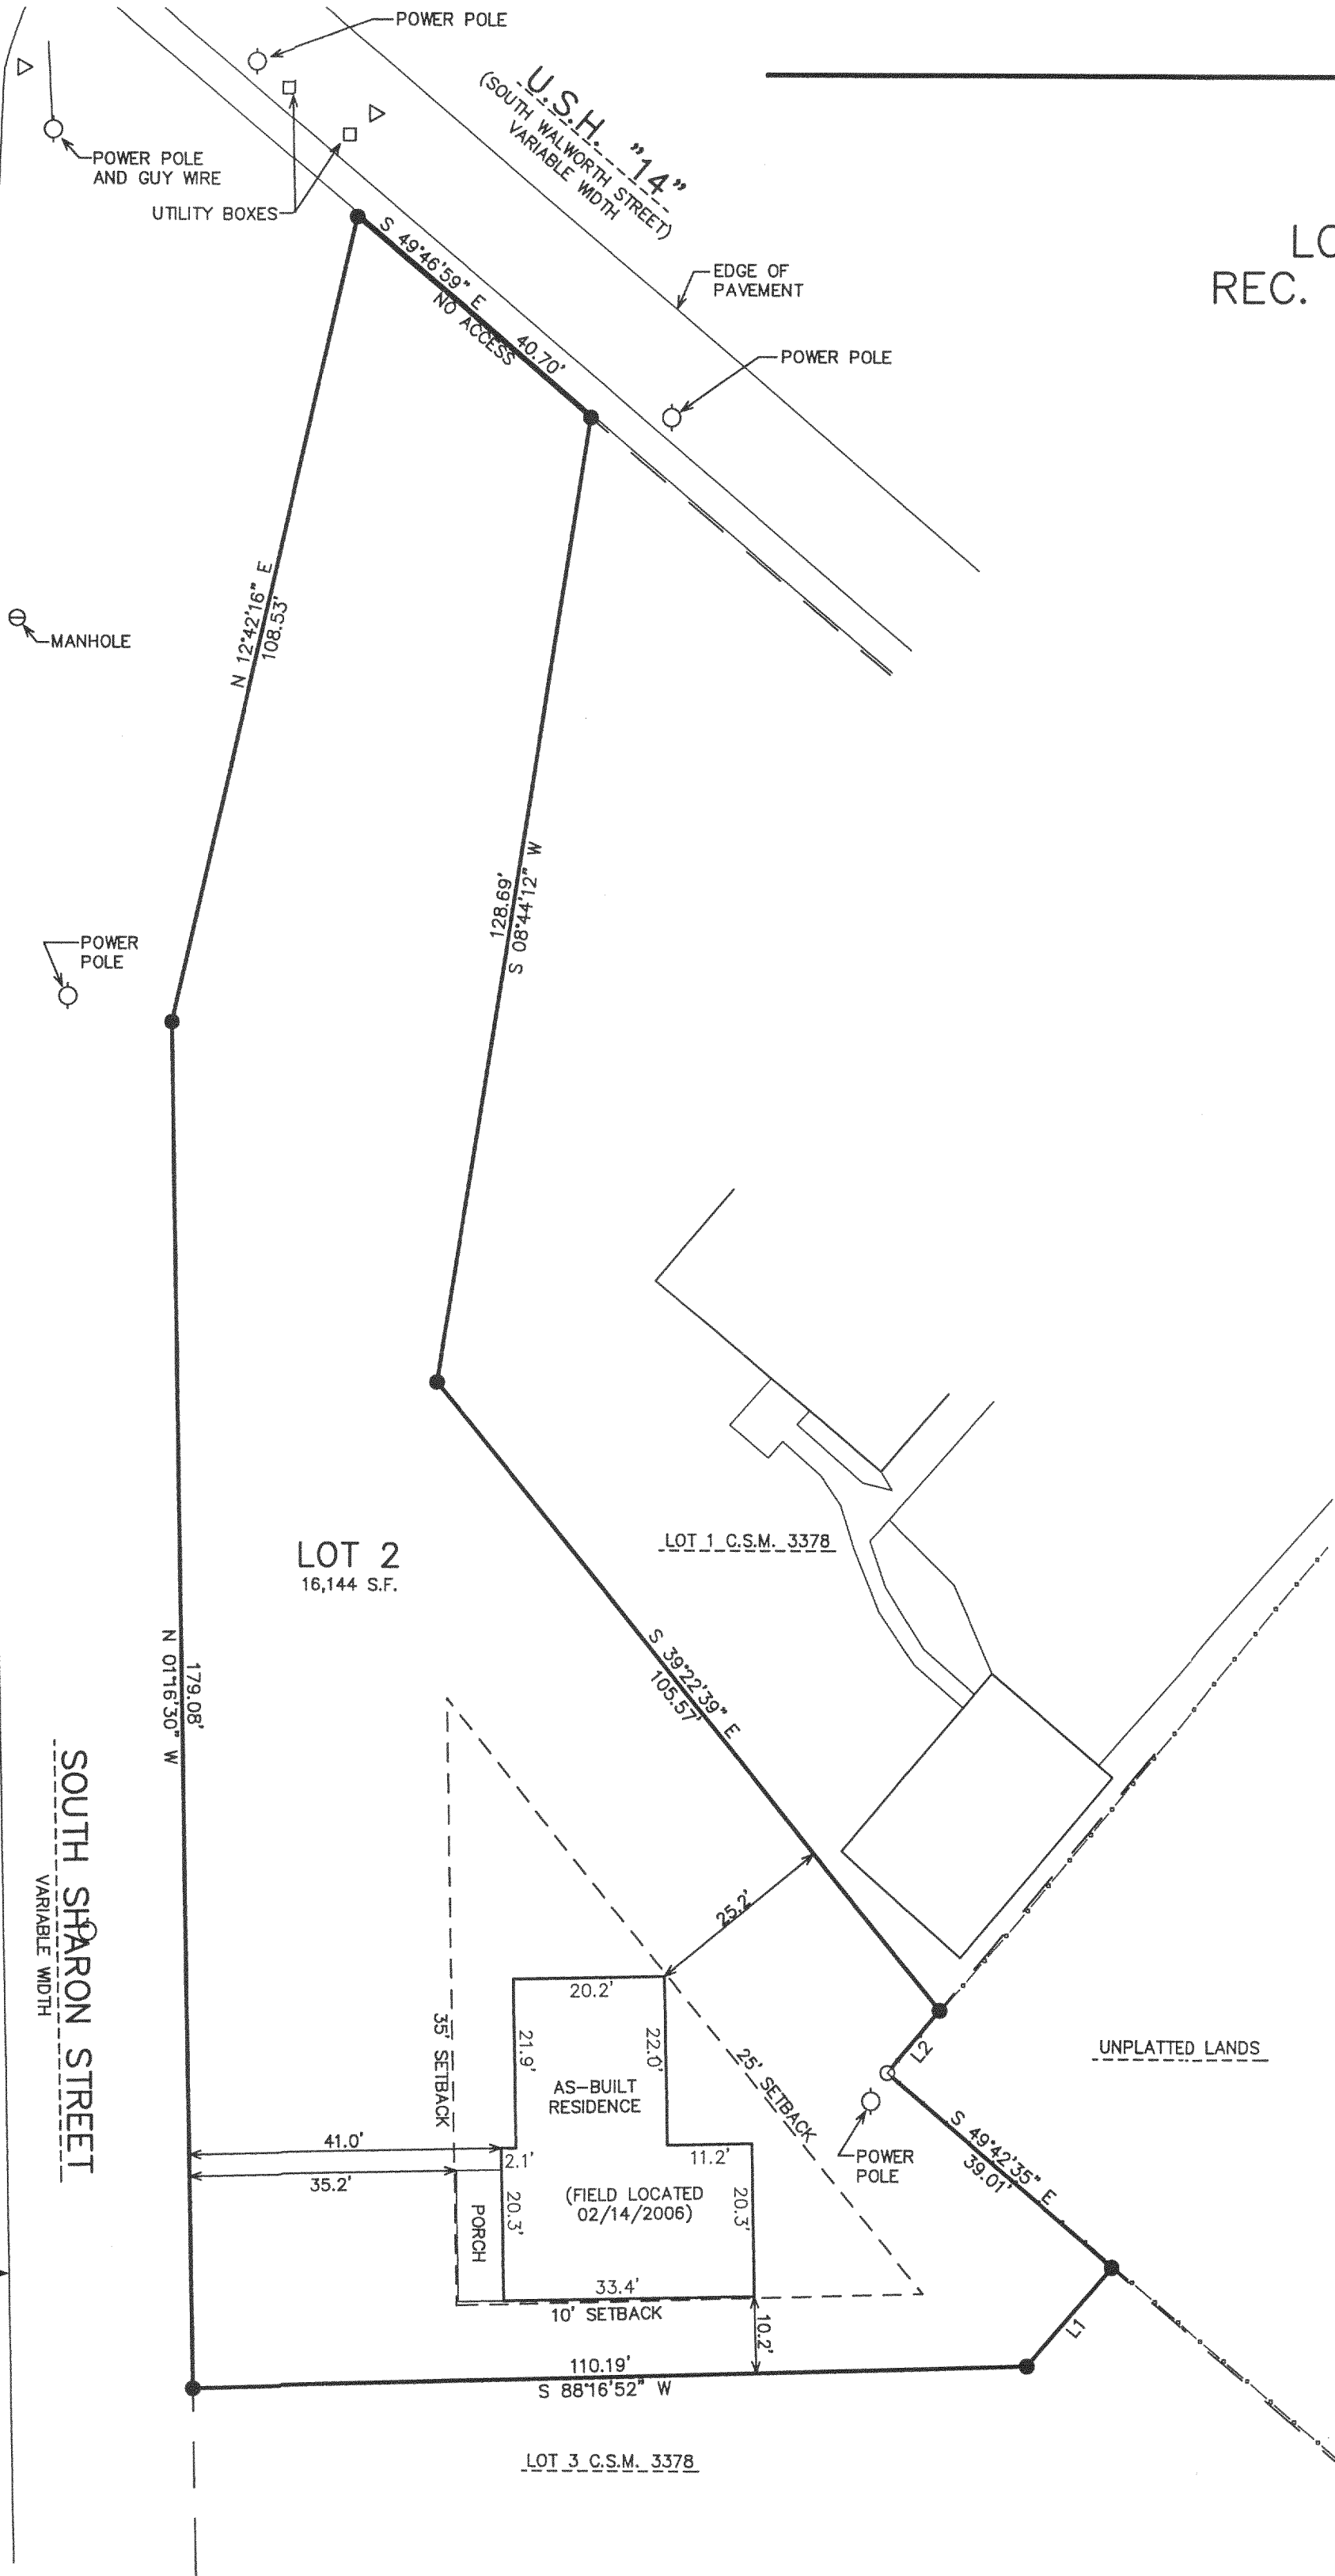 POWER POLE
U.S.H. "14"
(SOUTH WALWORTH STREET)
VARIABLE WIDTH
POWER POLE
AND GUY WIRE
UTILITY BOXES
LO
REC.
S 49°46'59" E
40.70'
NO ACCESS
EDGE OF
PAVEMENT
POWER POLE
N 12°42'16" E
108.53'
MANHOLE
128.69'
S 08°44'12" W
POWER
POLE
LOT 1 C.S.M. 3378
LOT 2
16,144 S.F.
S 39°22'39" E
105.57'
179.08'
N 01°16'30" W
SOUTH SHARON STREET
VARIABLE WIDTH
25.2'
20.2'
21.9'
22.0'
35' SETBACK
25' SETBACK
AS-BUILT
RESIDENCE
L2
UNPLATTED LANDS
41.0'
2.1'
11.2'
POWER
POLE
S 49°42'35" E
39.01'
35.2'
PORCH
20.3'
(FIELD LOCATED
02/14/2006)
20.3'
33.4'
10' SETBACK
10.2'
L1
110.19'
S 88°16'52" W
LOT 3 C.S.M. 3378